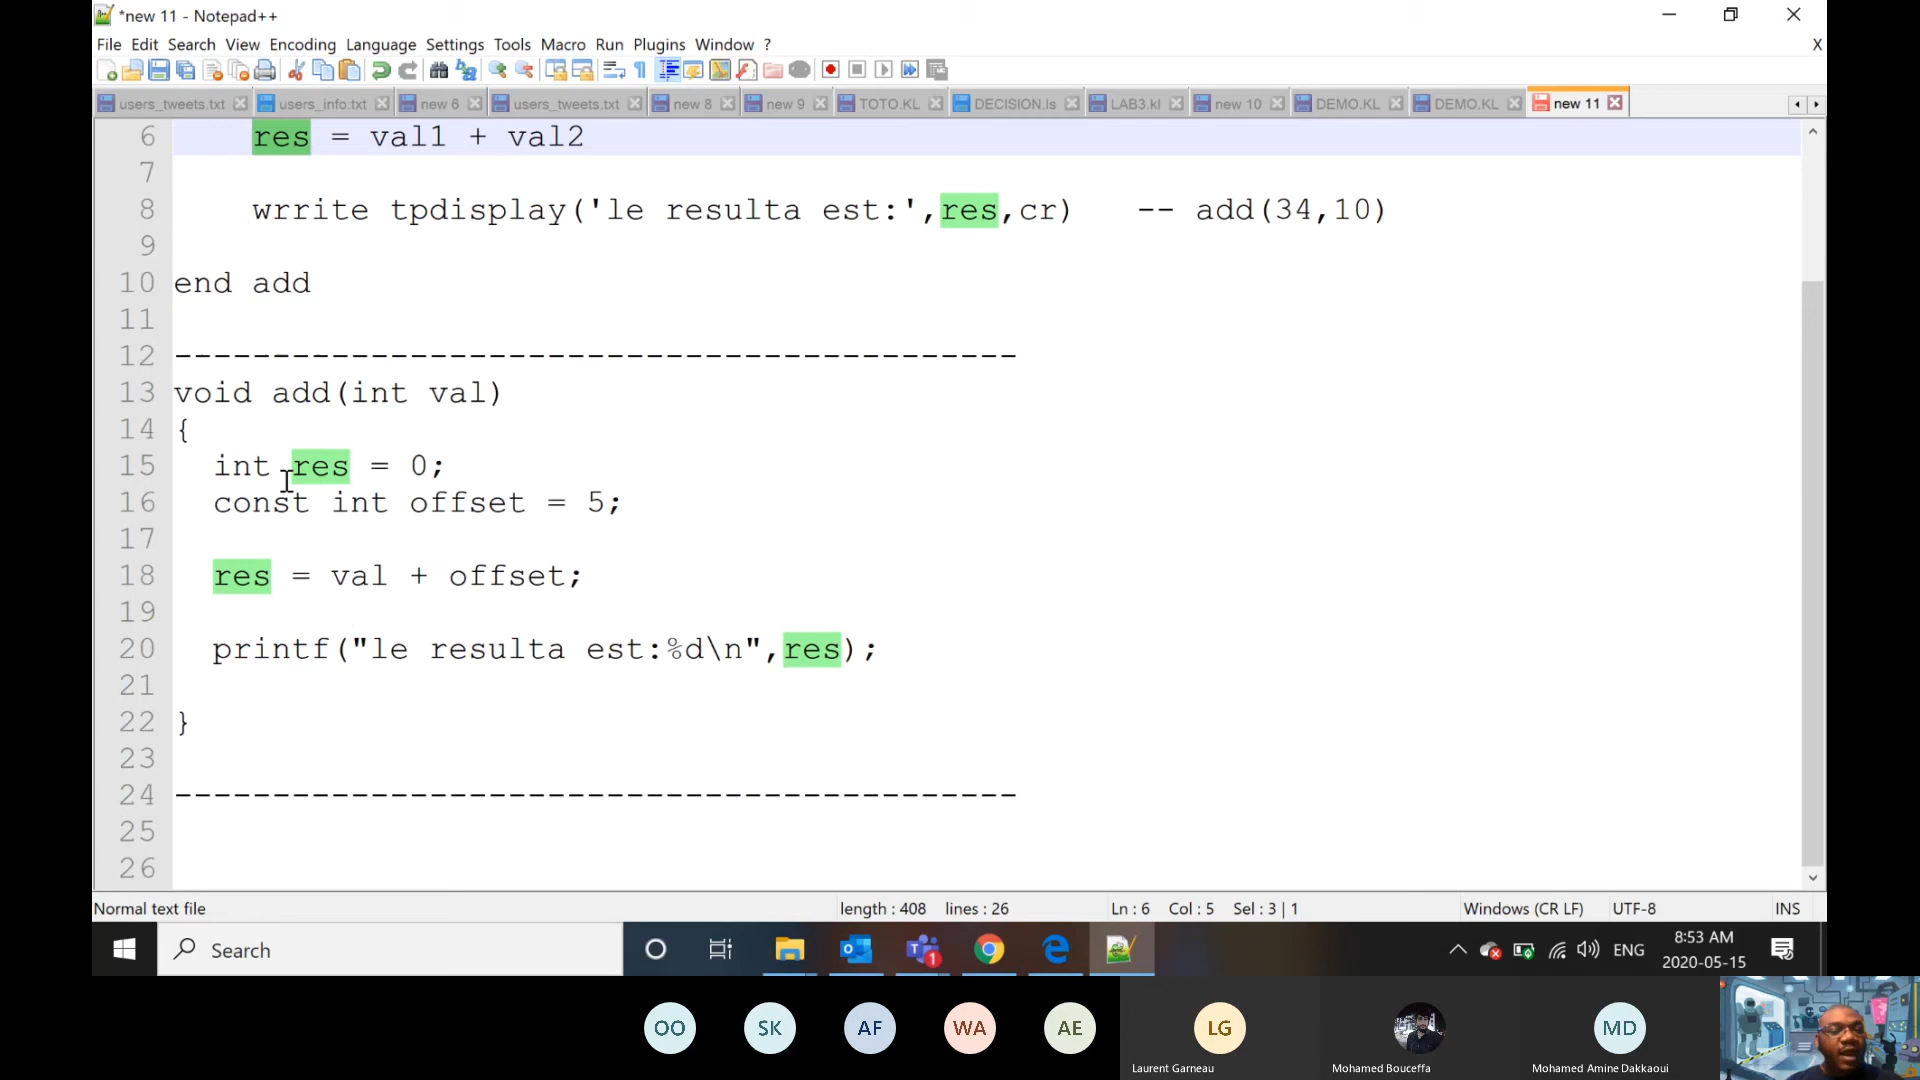 *new 11 - Notepad++
File Edit Search View Encoding Language Settings Tools Macro Run Plugins Window ? X
users_tweets.txt users_info.txt new 6 users_tweets.txt new 8 new 9 TOTO.KL DECISION.ls LAB3.kl new 10 DEMO.KL DEMO.KL new 11
6 res = val1 + val2
7
8 wrrite tpdisplay('le resulta est:',res,cr) -- add(34,10)
9
10 end add
11
12 -------------------------------------------
13 void add(int val)
14 {
15 int res = 0;
16 const int offset = 5;
17
18 res = val + offset;
19
20 printf("le resulta est:%d\n",res);
21
22 }
23
24 -------------------------------------------
25
26
Normal text file length : 408 lines : 26 Ln : 6 Col : 5 Sel : 3 | 1 Windows (CR LF) UTF-8 INS
Search 1 ENG 8:53 AM
2020-05-15
OO SK AF WA AE LG MD
Laurent Garneau Mohamed Bouceffa Mohamed Amine Dakkaoui